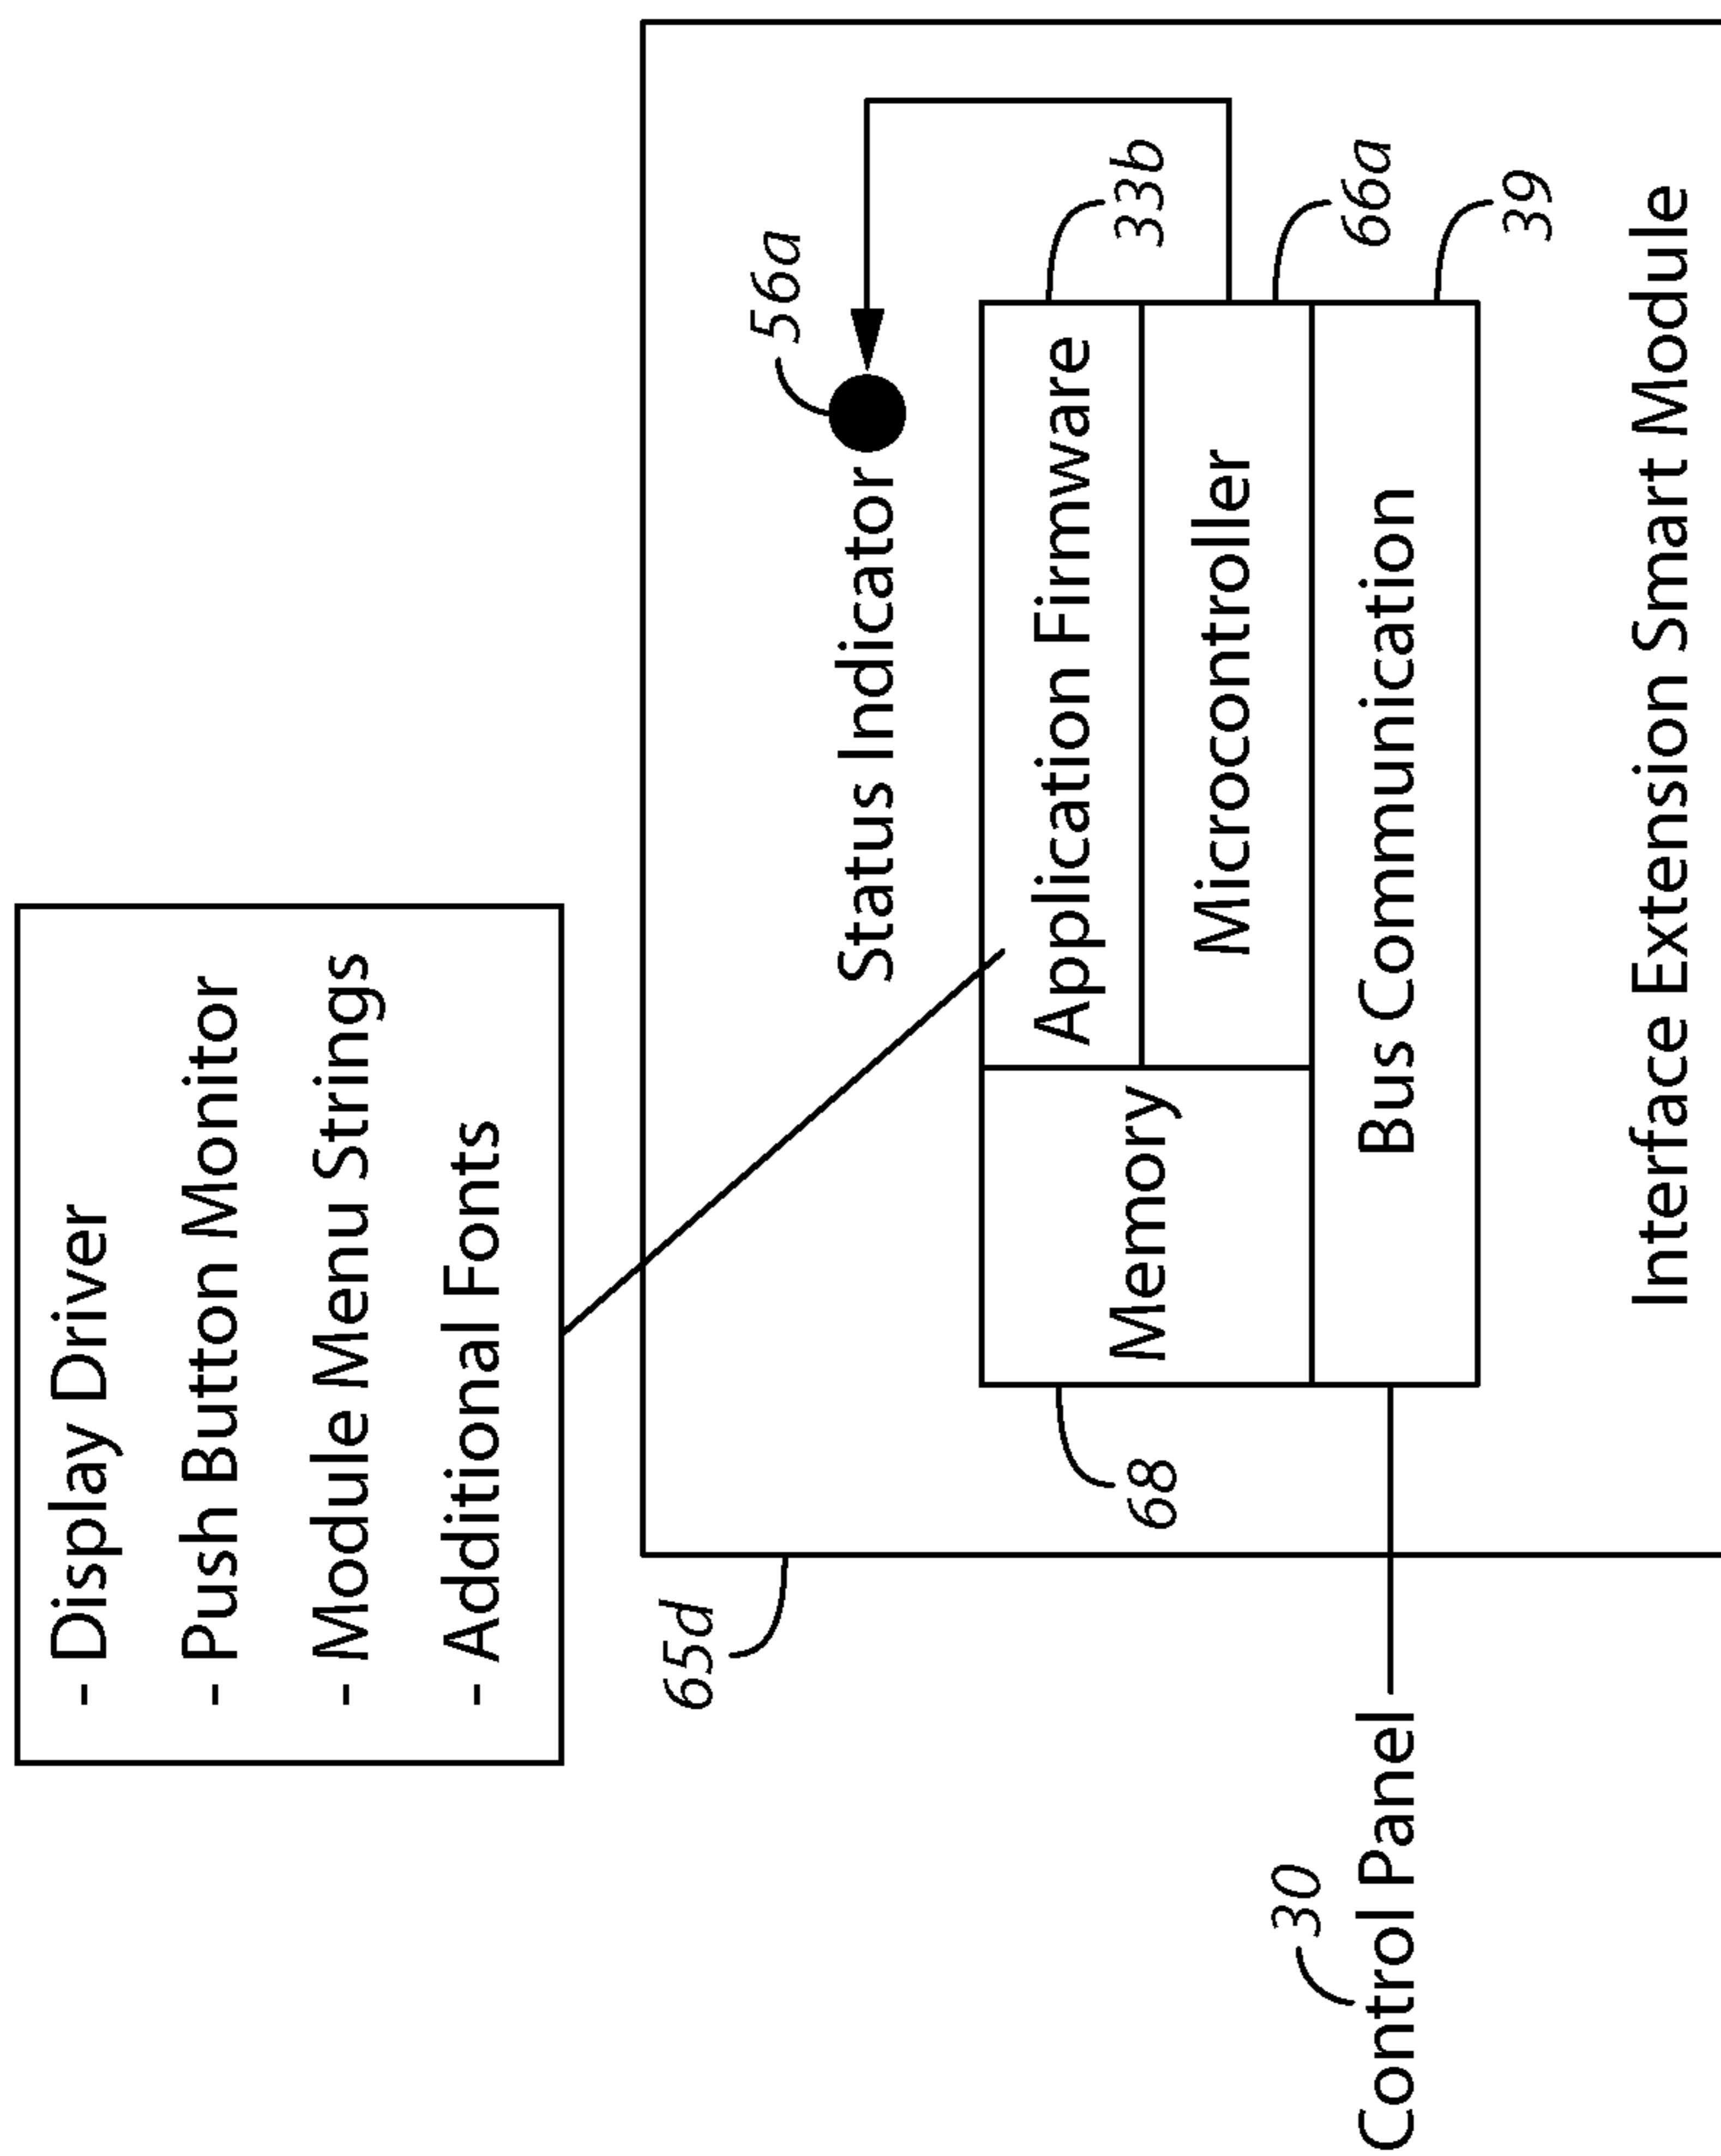 - Display Driver
- Push Button Monitor
- Module Menu Strings
- Additional Fonts
65d
56a
Status Indicator
33b
Application Firmware
Memory
68
Microcontroller
66a
30
Control Panel
Bus Communication
39
Interface Extension Smart Module